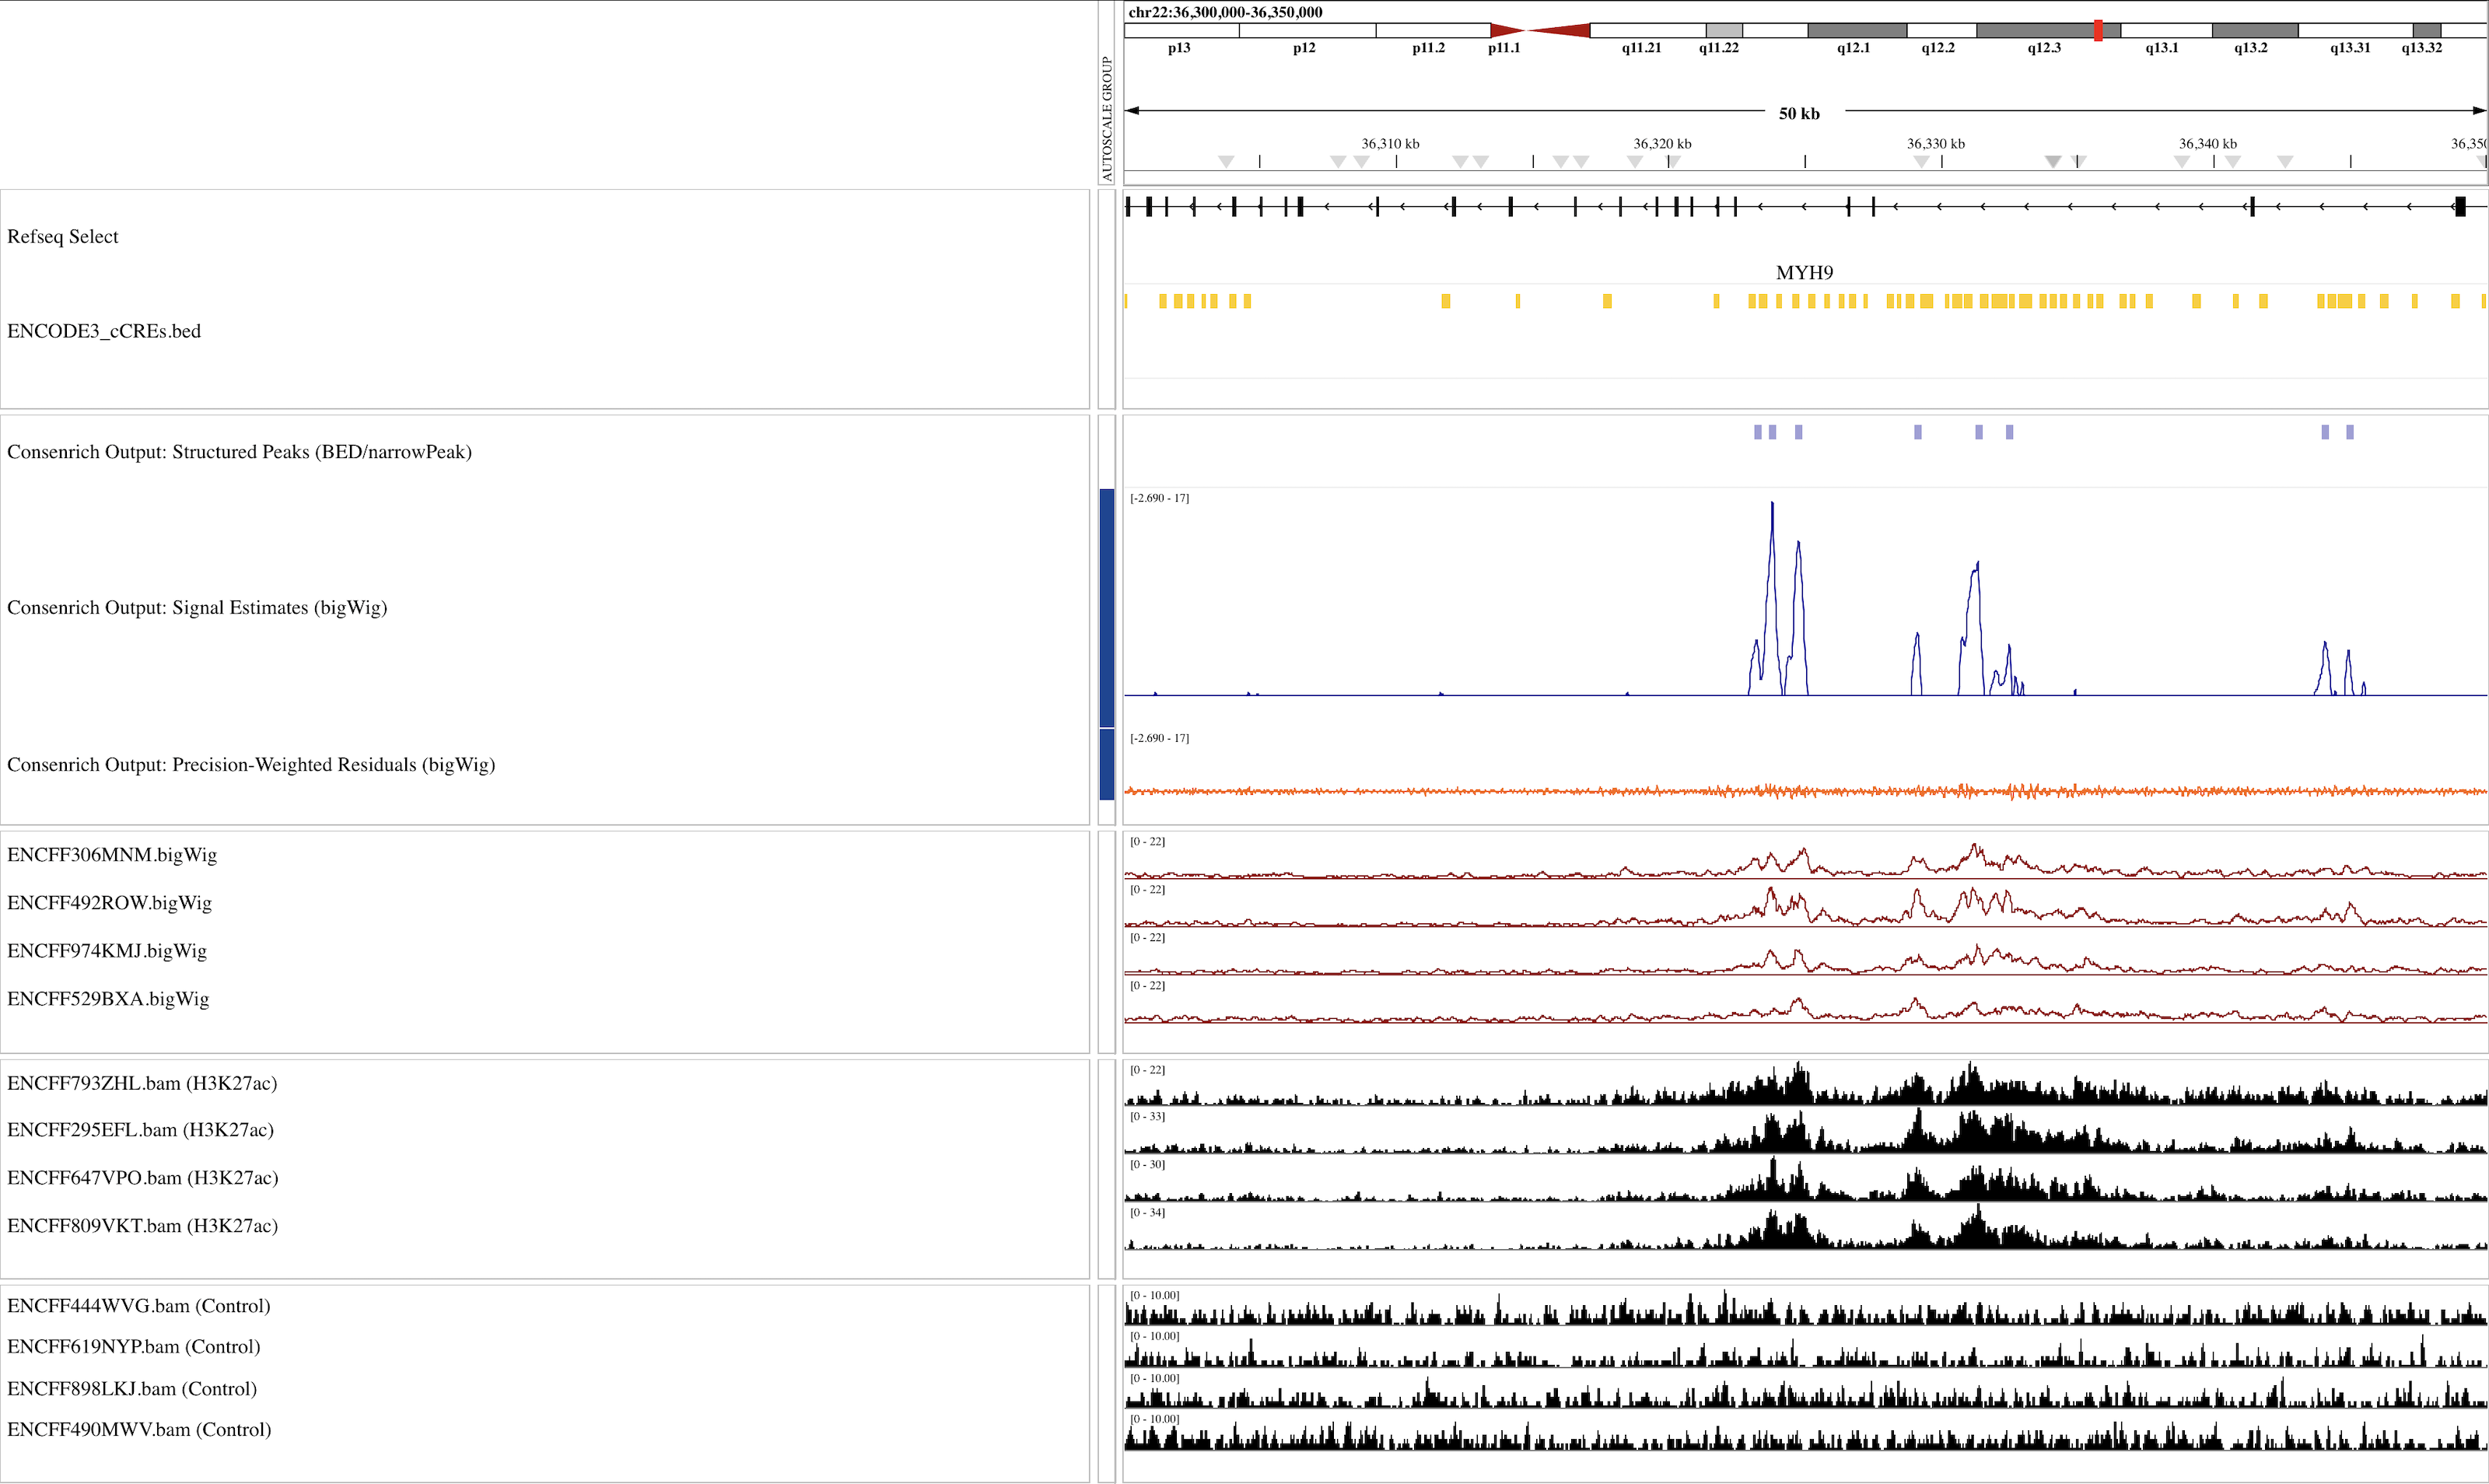 chr22:36,300,000-36,350,000
p13 p12 p11.2 p11.1 q11.21 q11.22 q12.1 q12.2 q12.3 q13.1 q13.2 q13.31 q13.32
AUTOSCALE GROUP
50 kb
36,310 kb 36,320 kb 36,330 kb 36,340 kb 36,350
Refseq Select
MYH9
ENCODE3_cCREs.bed
Consenrich Output: Structured Peaks (BED/narrowPeak)
[-2.690 - 17]
Consenrich Output: Signal Estimates (bigWig)
[-2.690 - 17]
Consenrich Output: Precision-Weighted Residuals (bigWig)
[0 - 22]
ENCFF306MNM.bigWig
[0 - 22]
ENCFF492ROW.bigWig
[0 - 22]
ENCFF974KMJ.bigWig
[0 - 22]
ENCFF529BXA.bigWig
[0 - 22]
ENCFF793ZHL.bam (H3K27ac)
[0 - 33]
ENCFF295EFL.bam (H3K27ac)
[0 - 30]
ENCFF647VPO.bam (H3K27ac)
[0 - 34]
ENCFF809VKT.bam (H3K27ac)
[0 - 10.00]
ENCFF444WVG.bam (Control)
[0 - 10.00]
ENCFF619NYP.bam (Control)
[0 - 10.00]
ENCFF898LKJ.bam (Control)
[0 - 10.00]
ENCFF490MWV.bam (Control)